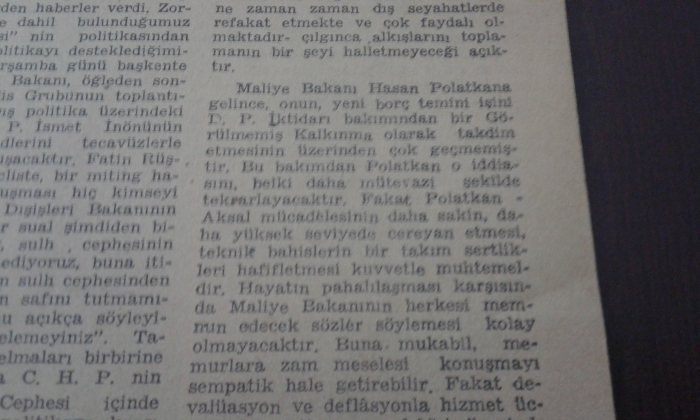 den haberler verdi. Zor-
e dahil bulunduğumuz
si" nin politikasından
olitikayı desteklediğimi-
rşamba günü başkente
Bakanı, öğleden son-
is Grubunun toplantı-
ış politika üzerindeki
P. İsmet İnönünün
dlerini tecavüzlerle
uşacaktır. Fatin Rüş-
cliste, bir miting ha-
uşması hiç kimseyi
Dışişleri Bakanının
r sual şimdiden bi-
, sulh cephesinin
ediyoruz, buna iti-
n sulh cephesinden
n safını tutmamı-
u açıkça söyleyi-
elemeyiniz". Ta-
elmaları birbirine
a C. H. P. nin
Cephesi içinde
ne zaman zaman dış seyahatlerde
refakat etmekte ve çok faydalı ol-
maktadır- çılgınca alkışlarını topla-
manın bir şeyi halletmeyeceği açık-
tır.
Maliye Bakanı Hasan Polatkana
gelince, onun, yeni borç temini işini
D. P. İktidarı bakımından bir Gö-
rülmemiş Kalkınma olarak takdim
etmesinin üzerinden çok geçmemiş-
tir. Bu bakımdan Polatkan o iddia-
sını, belki daha mütevazi şekilde
tekrarlayacaktır. Fakat Polatkan -
Aksal mücadelesinin daha sakin, da-
ha yüksek seviyede cereyan etmesi,
teknik bahislerin bir takım sertlik-
leri hafifletmesi kuvvetle muhtemel-
dir. Hayatın pahalılaşması karşısın-
da Maliye Bakanının herkesi mem-
nun edecek sözler söylemesi kolay
olmayacaktır. Buna mukabil, me-
murlara zam meselesi konuşmayı
sempatik hale getirebilir. Fakat de-
valüasyon ve deflâsyonla hizmet üc-